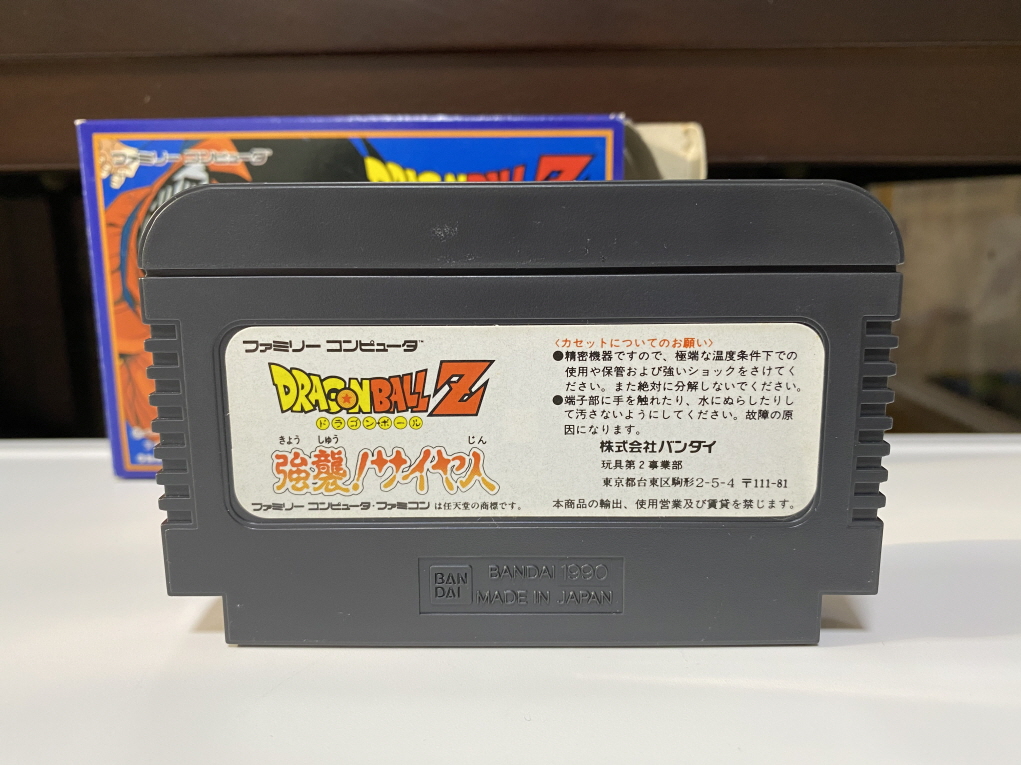 ファミリー コンピュータ
DRAGON BALL Z
ファミリー コンピュータ™
DRAGON BALL Z
ドラゴンボール
きょう しゅう じん
強襲！サイヤ人
ファミリー コンピュータ・ファミコン は任天堂の商標です。
〈カセットについてのお願い〉
●精密機器ですので、極端な温度条件下での
使用や保管および強いショックをさけてく
ださい。また絶対に分解しないでください。
●端子部に手を触れたり、水にぬらしたりし
て汚さないようにしてください。故障の原
因になります。
株式会社バンダイ
玩具第2事業部
東京都台東区駒形2-5-4 〒111-81
本商品の輸出、使用営業及び賃貸を禁じます。
BAN
DAI
BANDAI 1990
MADE IN JAPAN